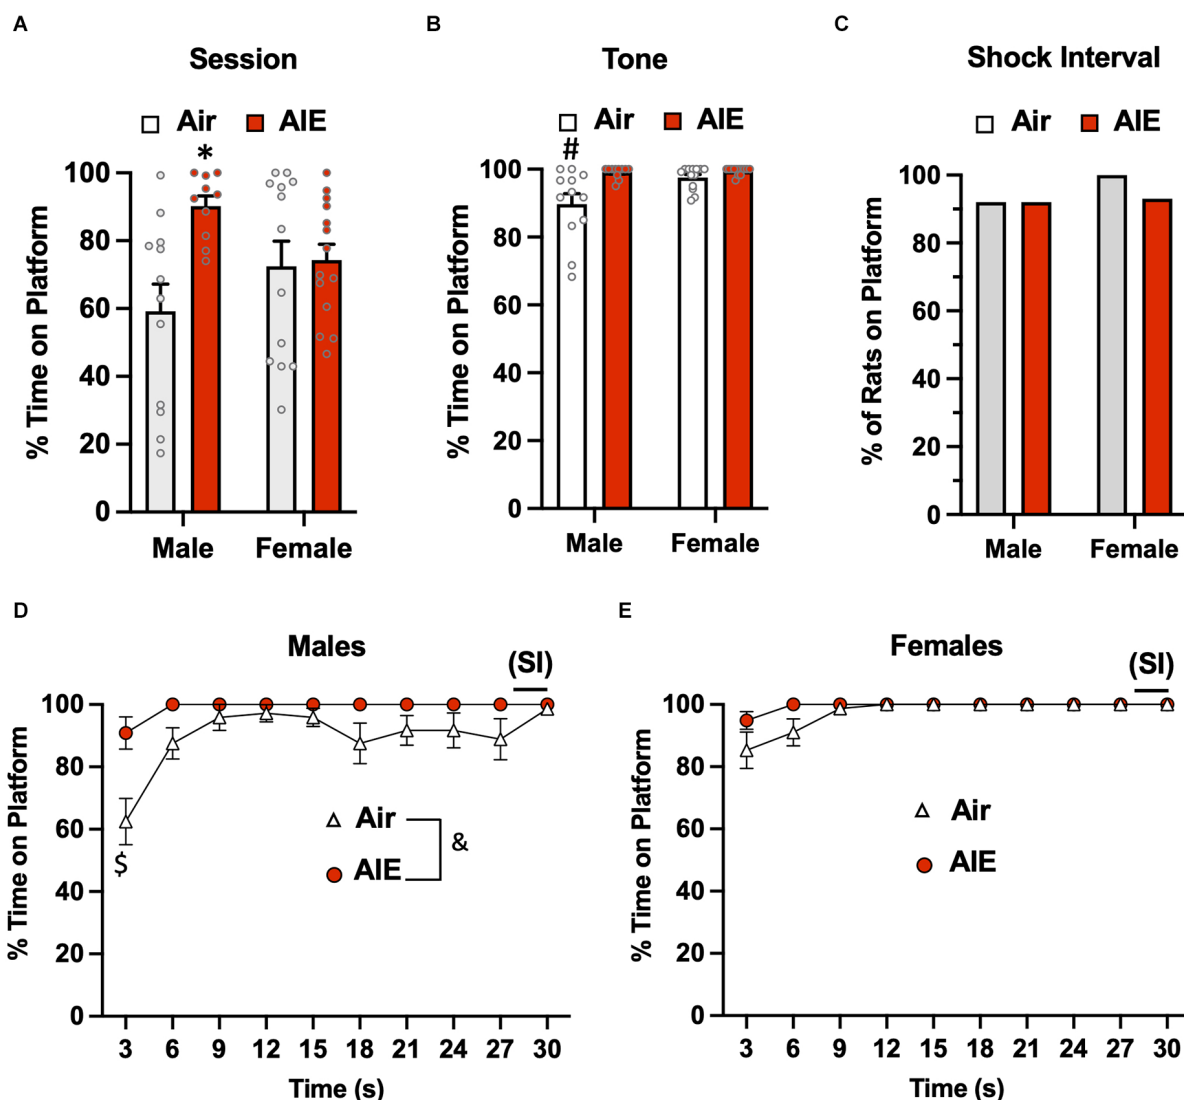 A
Session
Air AIE
*
% Time on Platform
100
80
60
40
20
0
Male Female
B
Tone
Air AIE
#
% Time on Platform
100
80
60
40
20
0
Male Female
C
Shock Interval
Air AIE
% of Rats on Platform
100
80
60
40
20
0
Male Female
D
Males
(SI)
% Time on Platform
100
80
60
40
20
0
$
Air
AIE
&
3 6 9 12 15 18 21 24 27 30
Time (s)
E
Females
(SI)
% Time on Platform
100
80
60
40
20
0
Air
AIE
3 6 9 12 15 18 21 24 27 30
Time (s)